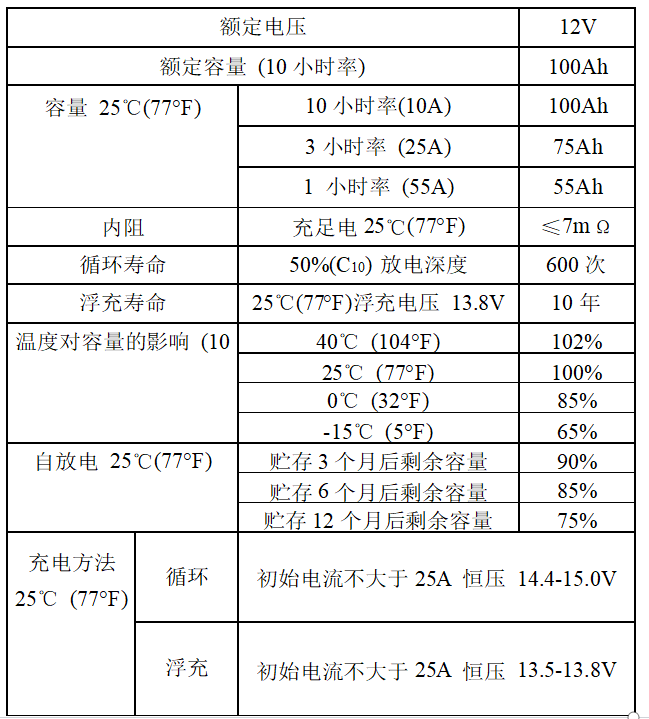 额定电压 12V
额定容量 (10 小时率) 100Ah
容量 25℃(77°F) 10 小时率(10A) 100Ah
3 小时率 (25A) 75Ah
1 小时率 (55A) 55Ah
内阻 充足电 25℃(77°F) ≤7m Ω
循环寿命 50%(C10) 放电深度 600 次
浮充寿命 25℃(77°F)浮充电压 13.8V 10 年
温度对容量的影响 (10 40℃ (104°F) 102%
25℃ (77°F) 100%
0℃ (32°F) 85%
-15℃ (5°F) 65%
自放电 25℃(77°F) 贮存 3 个月后剩余容量 90%
贮存 6 个月后剩余容量 85%
贮存 12 个月后剩余容量 75%
充电方法
25℃ (77°F)
循环 初始电流不大于 25A 恒压 14.4-15.0V
浮充 初始电流不大于 25A 恒压 13.5-13.8V